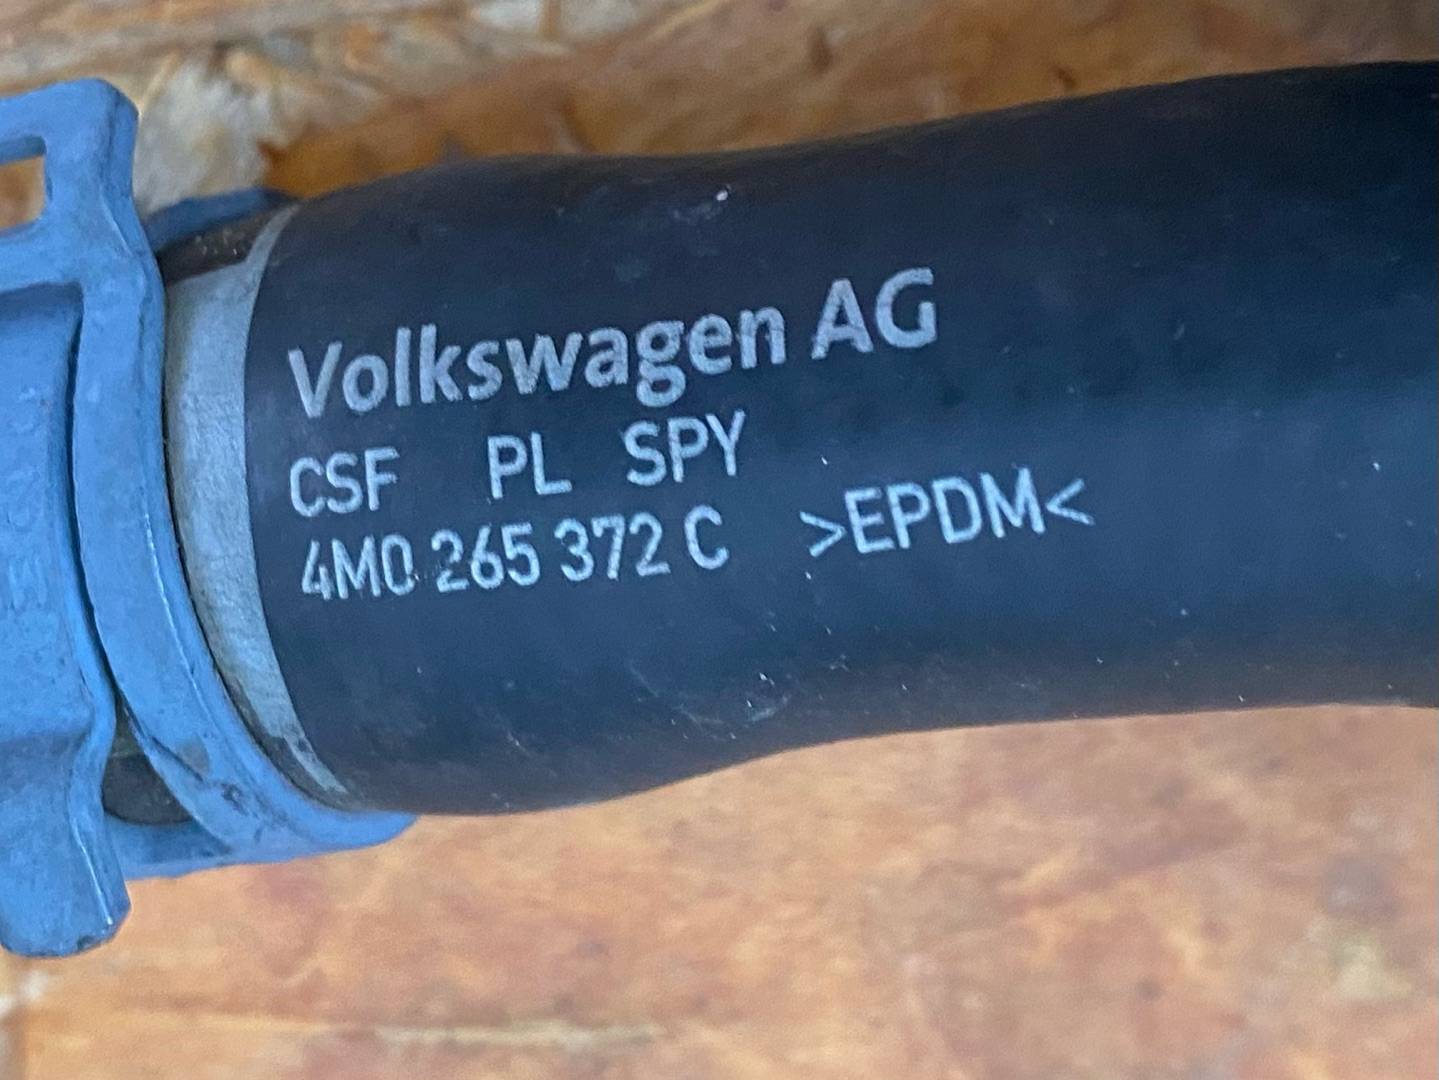 Volkswagen AG
CSF PL SPY
4M0 265 372 C >EPDM<